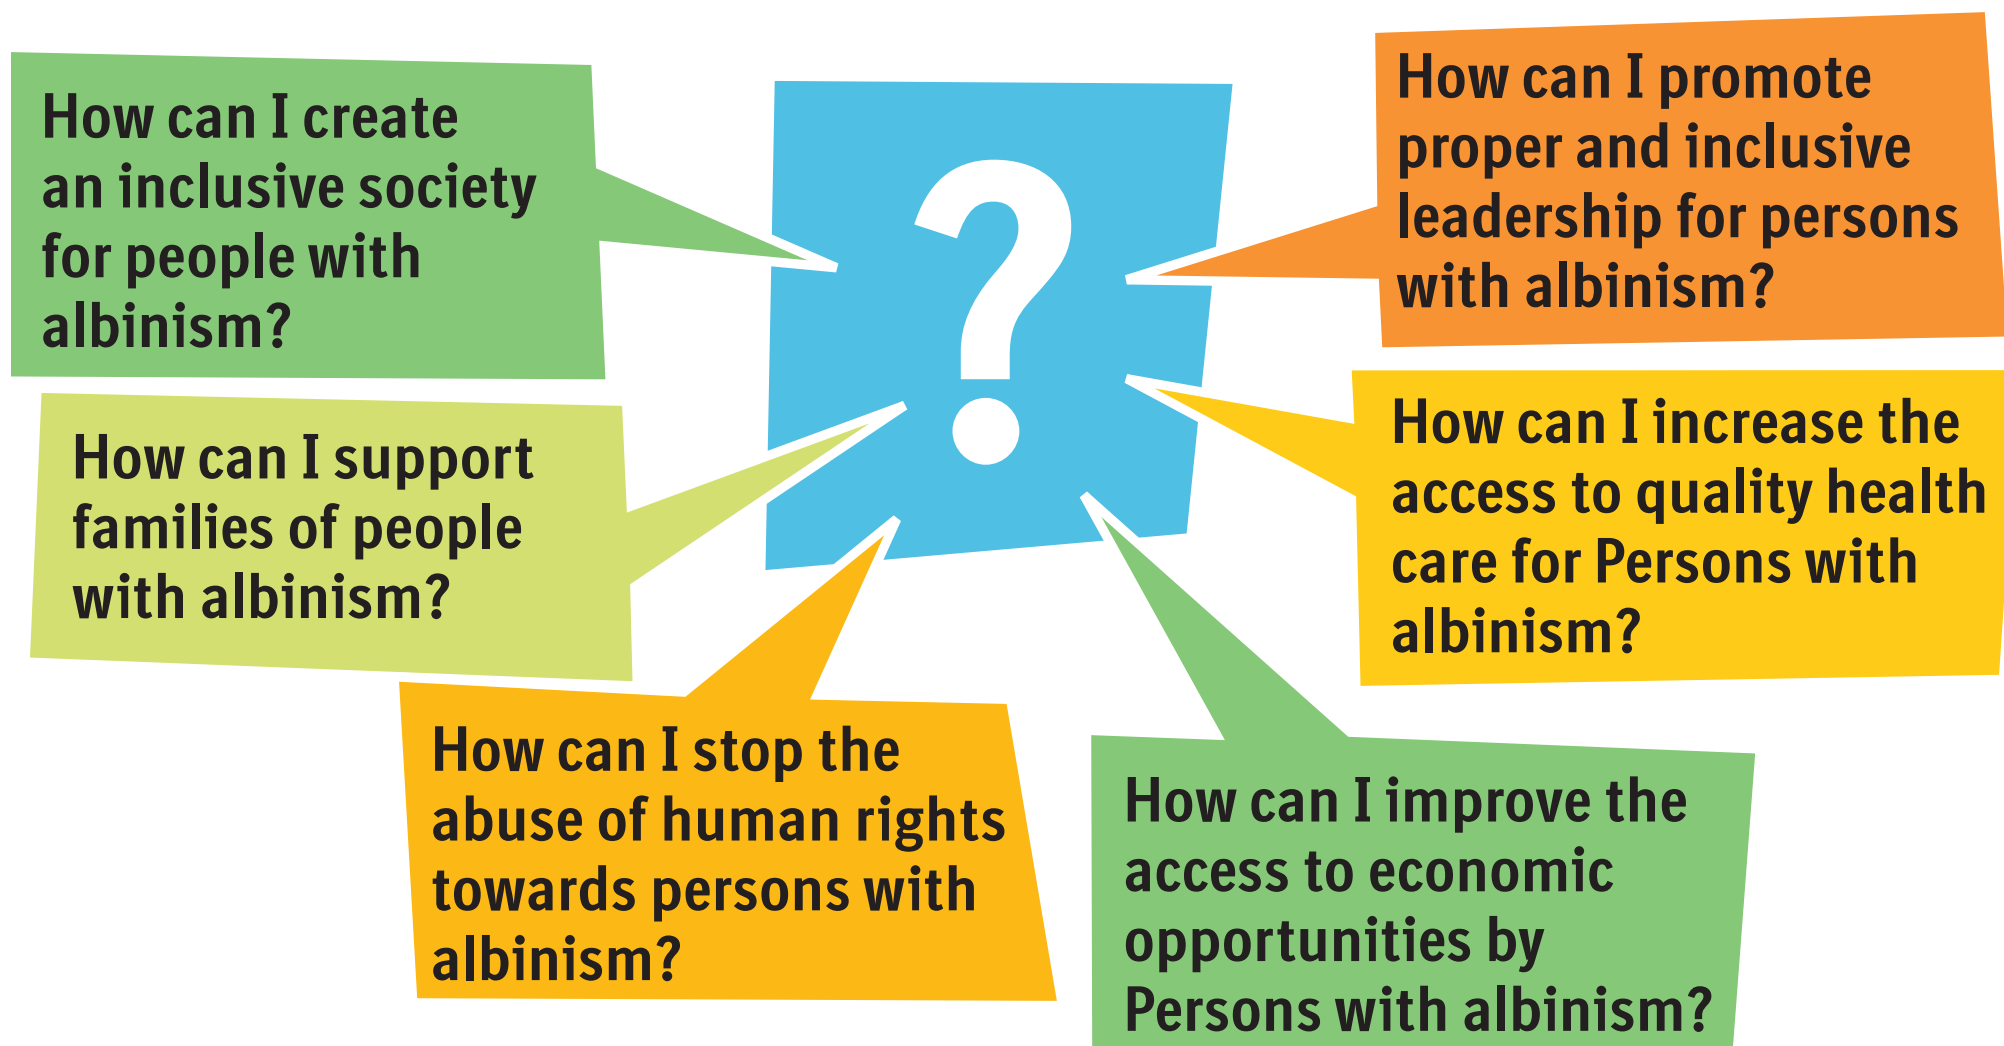 How can I create
an inclusive society
for people with
albinism?
?
How can I promote
proper and inclusive
leadership for persons
with albinism?
How can I support
families of people
with albinism?
How can I increase the
access to quality health
care for Persons with
albinism?
How can I stop the
abuse of human rights
towards persons with
albinism?
How can I improve the
access to economic
opportunities by
Persons with albinism?